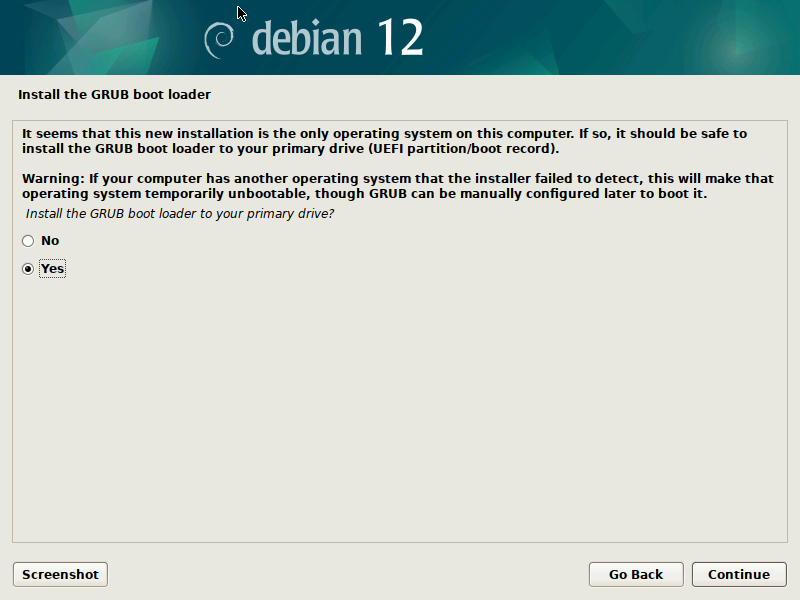 debian 12
Install the GRUB boot loader
It seems that this new installation is the only operating system on this computer. If so, it should be safe to
install the GRUB boot loader to your primary drive (UEFI partition/boot record).
Warning: If your computer has another operating system that the installer failed to detect, this will make that
operating system temporarily unbootable, though GRUB can be manually configured later to boot it.
Install the GRUB boot loader to your primary drive?
No
Yes
Screenshot
Go Back
Continue